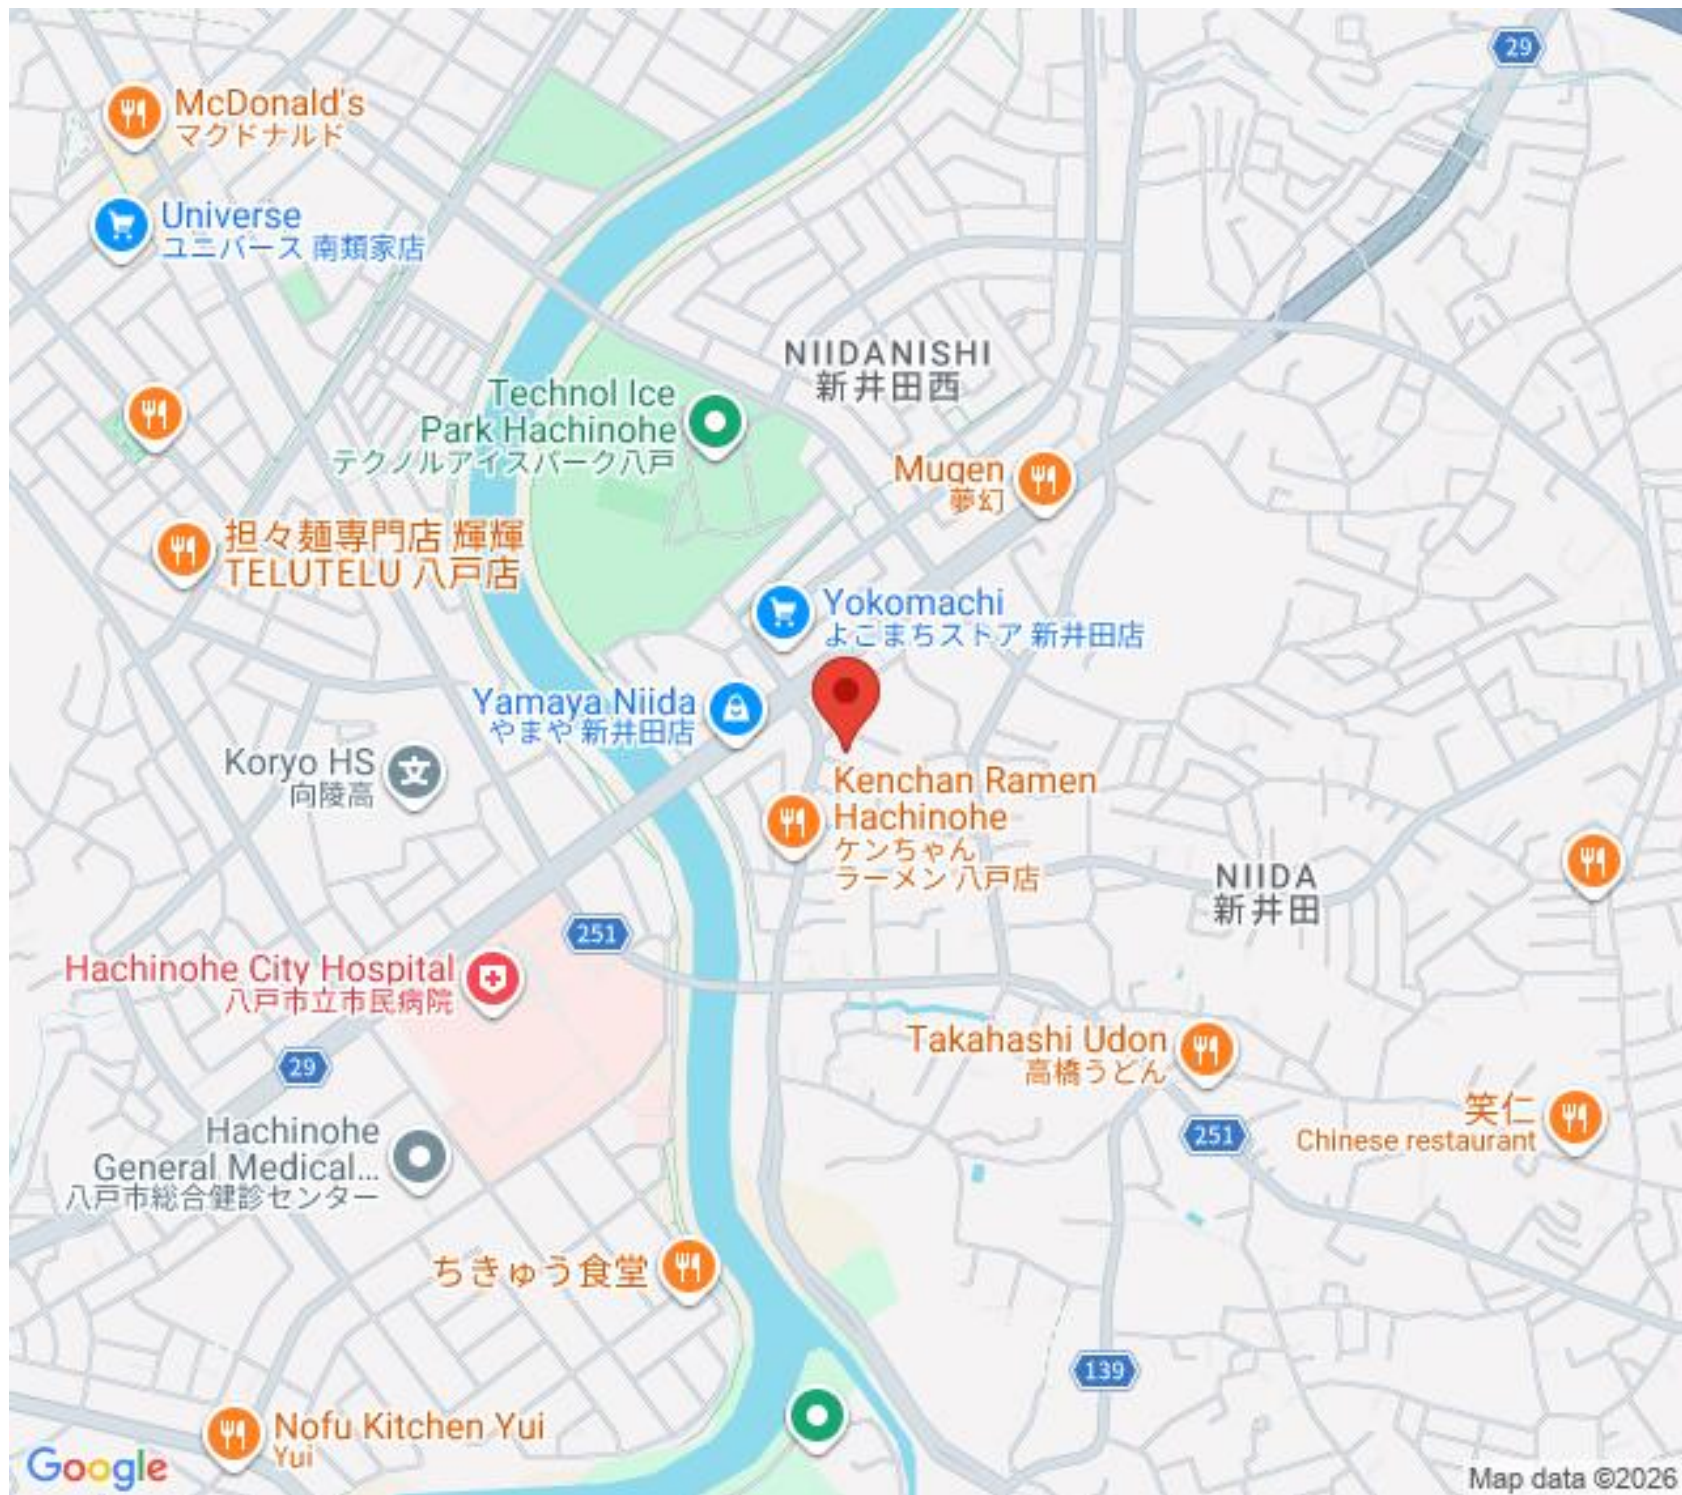 29
McDonald's
マクドナルド
Universe
ユニバース 南類家店
NIIDANISHI
新井田西
Technol Ice
Park Hachinohe
テクノルアイスパーク八戸
Mugen
夢幻
担々麺専門店 輝輝
TELUTELU 八戸店
Yokomachi
よこまちストア 新井田店
Yamaya Niida
やまや 新井田店
Koryo HS
向陵高
Kenchan Ramen
Hachinohe
ケンちゃん
ラーメン 八戸店
NIIDA
新井田
251
Hachinohe City Hospital
八戸市立市民病院
29
Takahashi Udon
高橋うどん
笑仁
Chinese restaurant
251
Hachinohe
General Medical...
八戸市総合健診センター
ちきゅう食堂
139
Nofu Kitchen Yui
Yui
Google
Map data ©2026